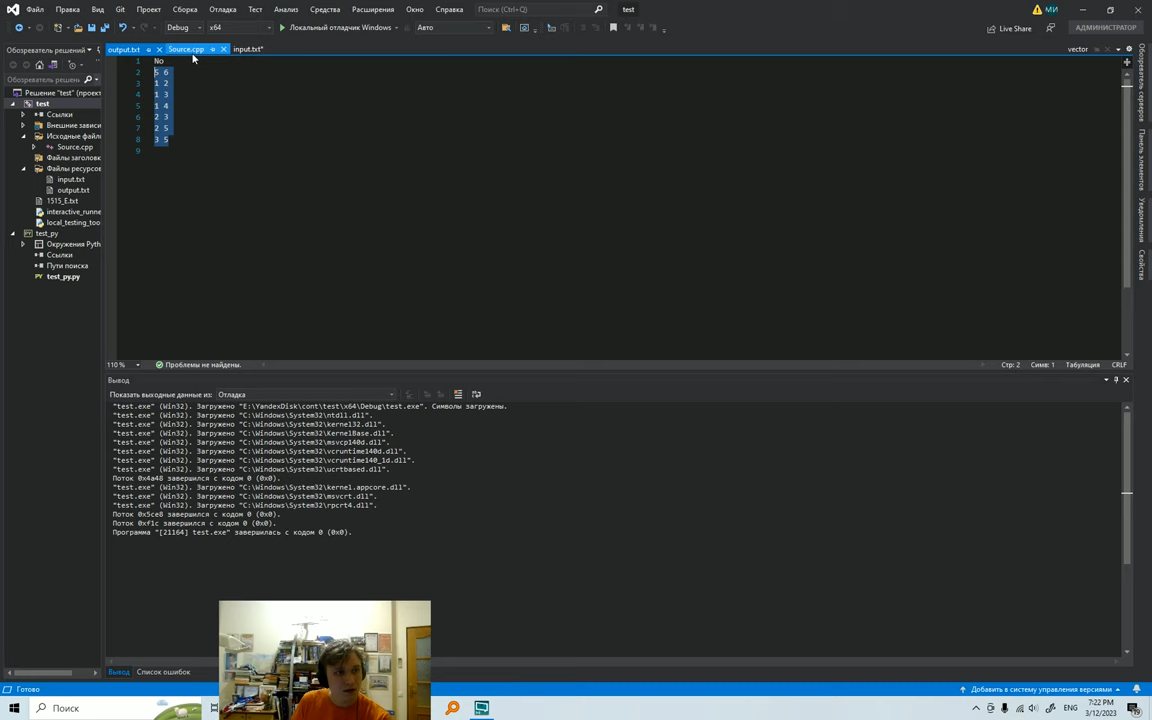 Файл Правка Вид Git Проект Сборка Отладка Тест Анализ Средства Расширения Окно Справка Поиск (Ctrl+Q) test МИ
Debug x64 Локальный отладчик Windows Авто Live Share АДМИНИСТРАТОР
Обозреватель решений output.txt Source.cpp input.txt* vector
Обозреватель решений
Решение "test" (проект
test
Ссылки
Внешние зависи
Исходные файл
Source.cpp
Файлы заголовк
Файлы ресурсов
input.txt
output.txt
1515_E.txt
interactive_runne
local_testing_too
test_py
Окружения Pyth
Ссылки
Пути поиска
test_py.py
1 No
2 5 6
3 1 2
4 1 3
5 1 4
6 2 3
7 2 5
8 3 5
9
Обозреватель серверов
Панель элементов
Уведомления
Свойства
110 % Проблемы не найдены. Стр: 2 Симв: 1 Табуляция CRLF
Вывод
Показать выходные данные из: Отладка
"test.exe" (Win32). Загружено "E:\YandexDisk\cont\test\x64\Debug\test.exe". Символы загружены.
"test.exe" (Win32). Загружено "C:\Windows\System32\ntdll.dll".
"test.exe" (Win32). Загружено "C:\Windows\System32\kernel32.dll".
"test.exe" (Win32). Загружено "C:\Windows\System32\KernelBase.dll".
"test.exe" (Win32). Загружено "C:\Windows\System32\msvcp140d.dll".
"test.exe" (Win32). Загружено "C:\Windows\System32\vcruntime140d.dll".
"test.exe" (Win32). Загружено "C:\Windows\System32\vcruntime140_1d.dll".
"test.exe" (Win32). Загружено "C:\Windows\System32\ucrtbased.dll".
Поток 0x4a48 завершился с кодом 0 (0x0).
"test.exe" (Win32). Загружено "C:\Windows\System32\kernel.appcore.dll".
"test.exe" (Win32). Загружено "C:\Windows\System32\msvcrt.dll".
"test.exe" (Win32). Загружено "C:\Windows\System32\rpcrt4.dll".
Поток 0x5ce8 завершился с кодом 0 (0x0).
Поток 0xf1c завершился с кодом 0 (0x0).
Программа "[21164] test.exe" завершилась с кодом 0 (0x0).
Вывод Список ошибок
Готово Добавить в систему управления версиями
Поиск ENG 7:22 PM
3/12/2023